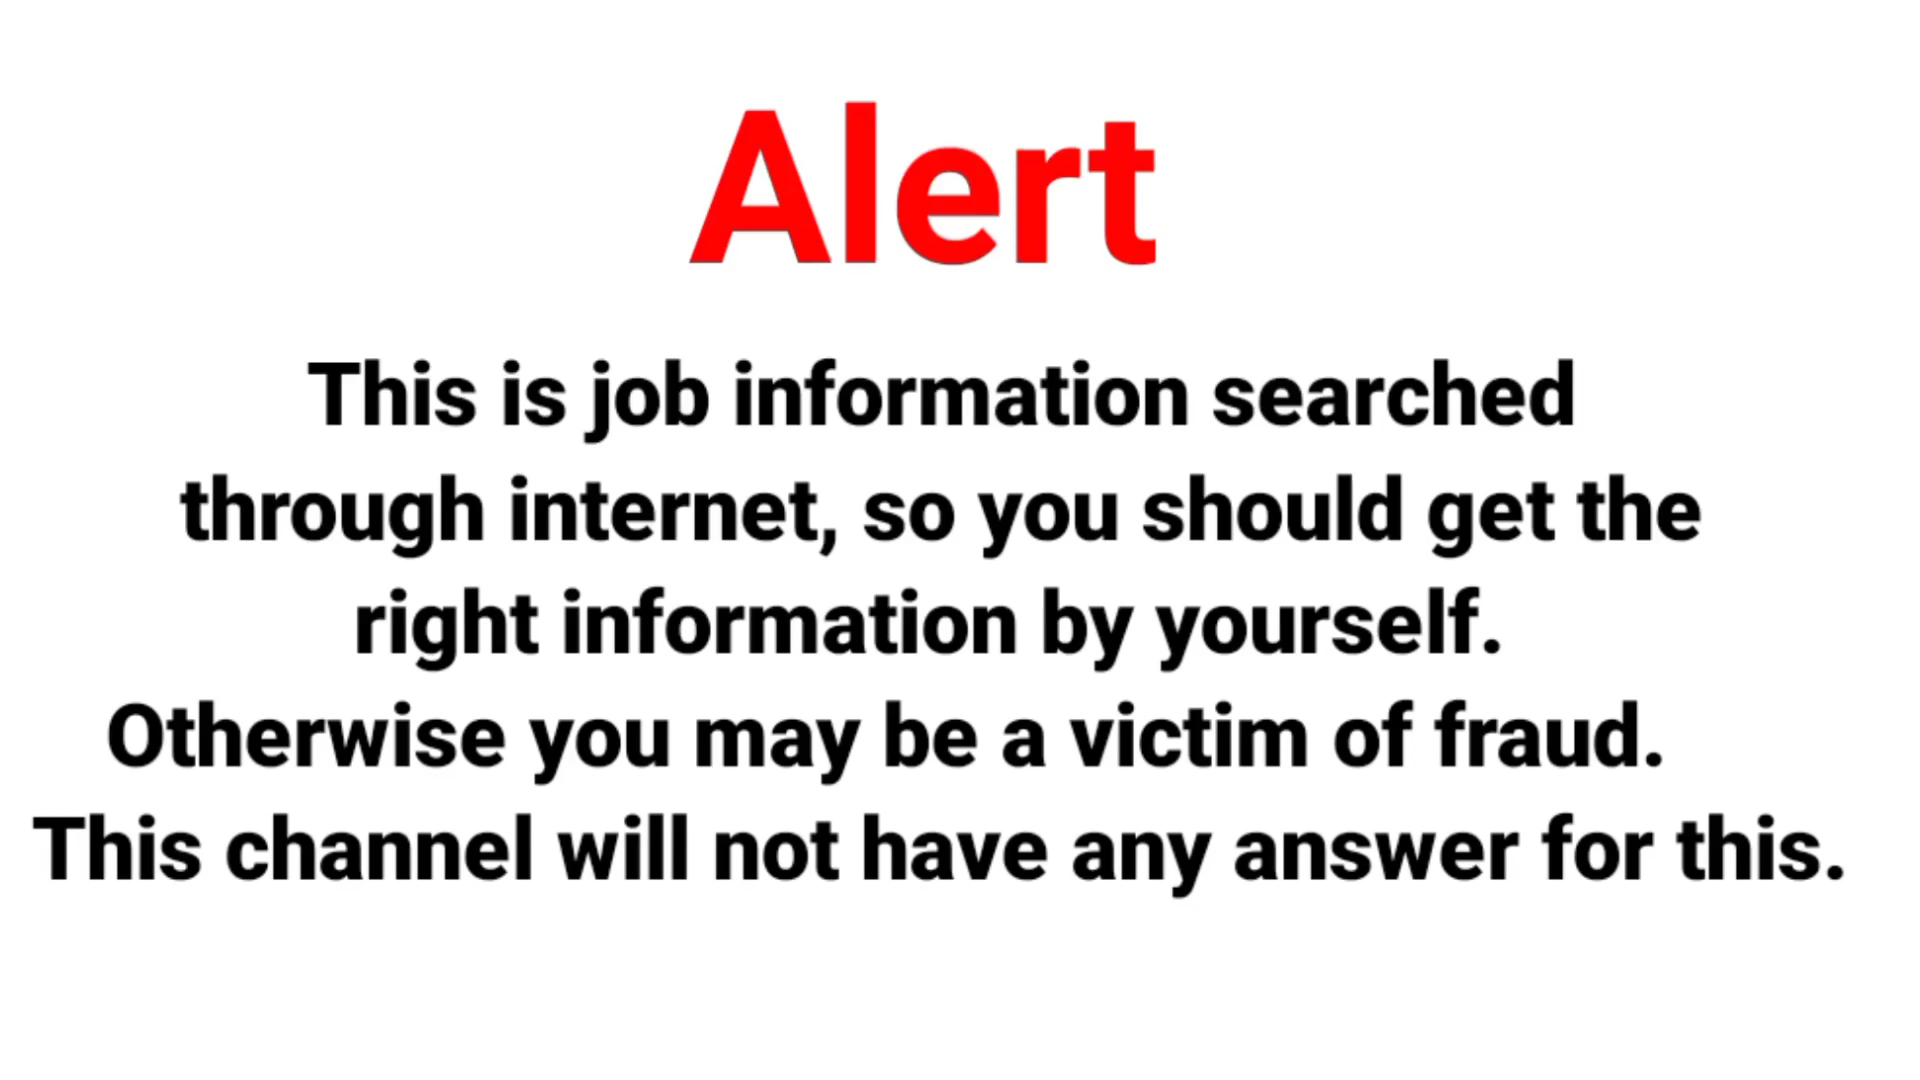 Alert
This is job information searched
through internet, so you should get the
right information by yourself.
Otherwise you may be a victim of fraud.
This channel will not have any answer for this.